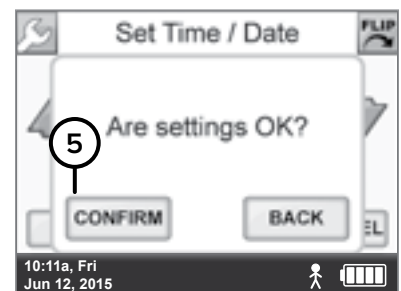 Set Time / Date
FLIP
Are settings OK?
5
CONFIRM
BACK
EL
10:11a, Fri
Jun 12, 2015